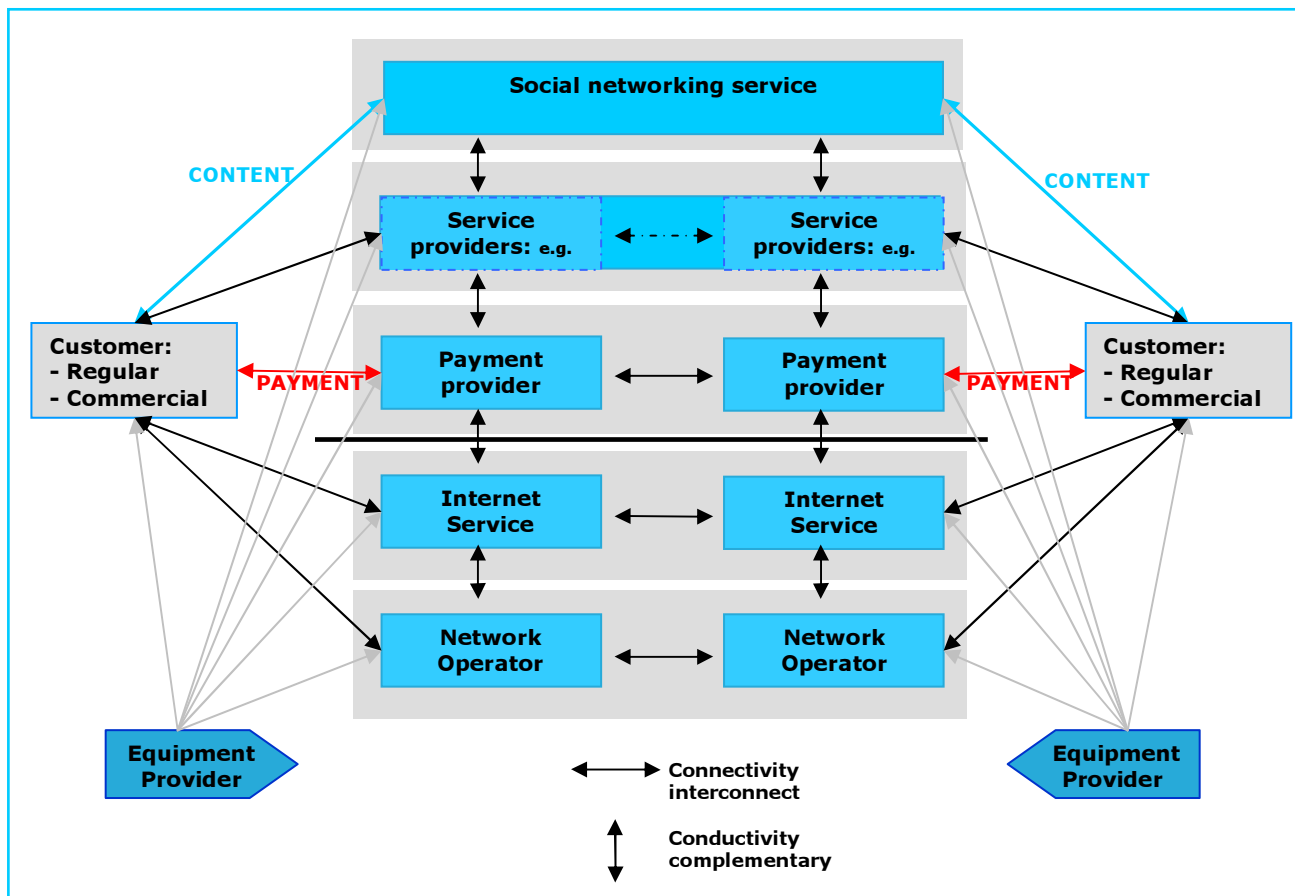 Social networking service
CONTENT
CONTENT
Service
providers: e.g.
Service
providers: e.g.
Customer:
- Regular
- Commercial
PAYMENT
Payment
provider
Payment
provider
PAYMENT
Customer:
- Regular
- Commercial
Internet
Service
Internet
Service
Network
Operator
Network
Operator
Equipment
Provider
Equipment
Provider
Connectivity
interconnect
Conductivity
complementary